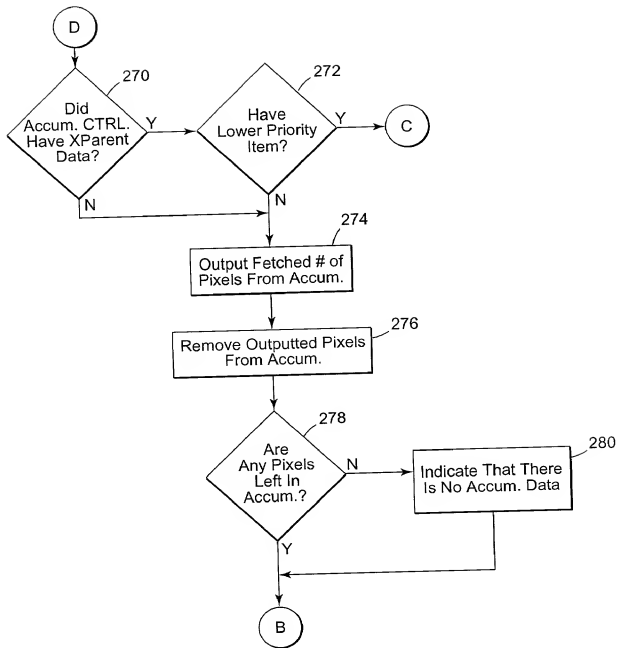 D
270
Did
Accum. CTRL.
Have XParent
Data?
Y
N
272
Have
Lower Priority
Item?
Y
N
C
274
Output Fetched # of
Pixels From Accum.
276
Remove Outputted Pixels
From Accum.
278
Are
Any Pixels
Left In
Accum.?
N
Y
280
Indicate That There
Is No Accum. Data
B